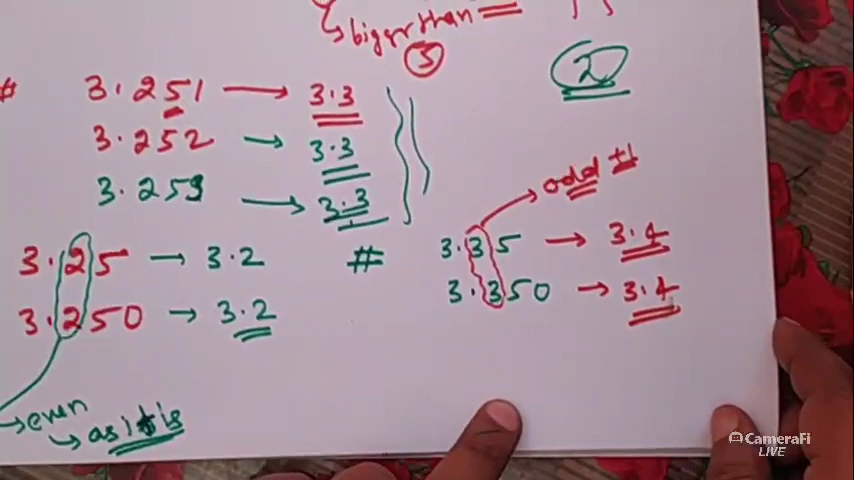 bigger than
5
2
# 3.251 → 3.3
3.252 → 3.3
3.253 → 3.3
odd +1
3.25 → 3.2
3.250 → 3.2
# 3.35 → 3.4
3.350 → 3.4
→ even
↳ as it is
CameraFi
LIVE